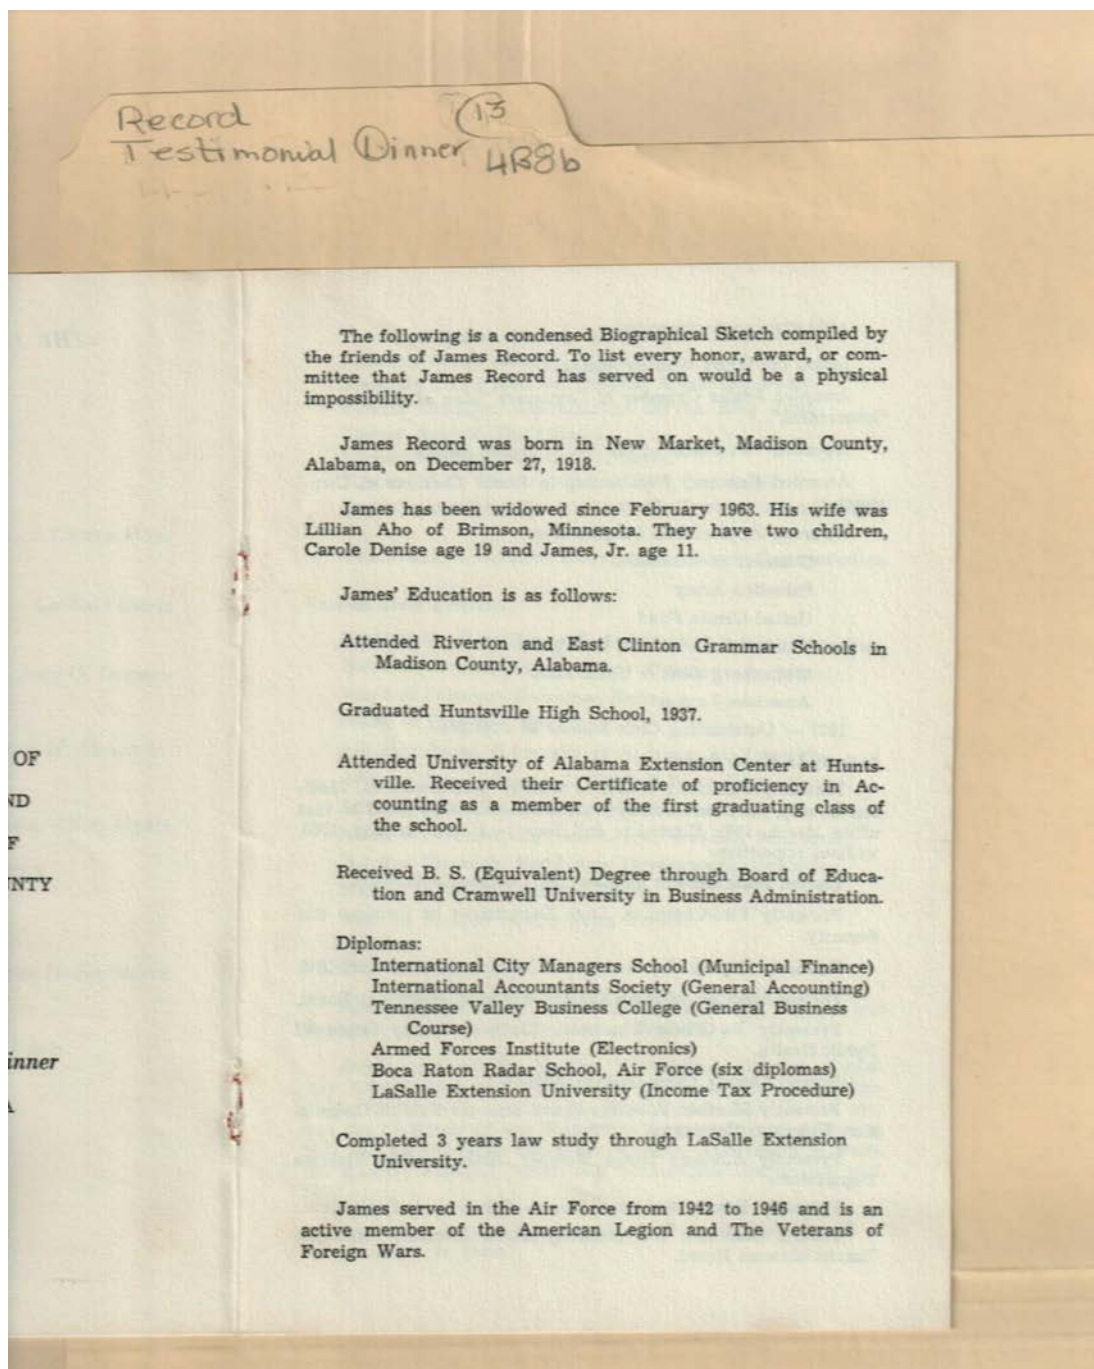 Record
13
Testimonial Dinner
4B8b
The following is a condensed Biographical Sketch compiled by
the friends of James Record. To list every honor, award, or com-
mittee that James Record has served on would be a physical
impossibility.
James Record was born in New Market, Madison County,
Alabama, on December 27, 1918.
James has been widowed since February 1963. His wife was
Lillian Aho of Brimson, Minnesota. They have two children,
Carole Denise age 19 and James, Jr. age 11.
James' Education is as follows:
Attended Riverton and East Clinton Grammar Schools in
Madison County, Alabama.
Graduated Huntsville High School, 1937.
Attended University of Alabama Extension Center at Hunts-
ville. Received their Certificate of proficiency in Ac-
counting as a member of the first graduating class of
the school.
Received B. S. (Equivalent) Degree through Board of Educa-
tion and Cramwell University in Business Administration.
Diplomas:
International City Managers School (Municipal Finance)
International Accountants Society (General Accounting)
Tennessee Valley Business College (General Business
Course)
Armed Forces Institute (Electronics)
Boca Raton Radar School, Air Force (six diplomas)
LaSalle Extension University (Income Tax Procedure)
Completed 3 years law study through LaSalle Extension
University.
James served in the Air Force from 1942 to 1946 and is an
active member of the American Legion and The Veterans of
Foreign Wars.
OF